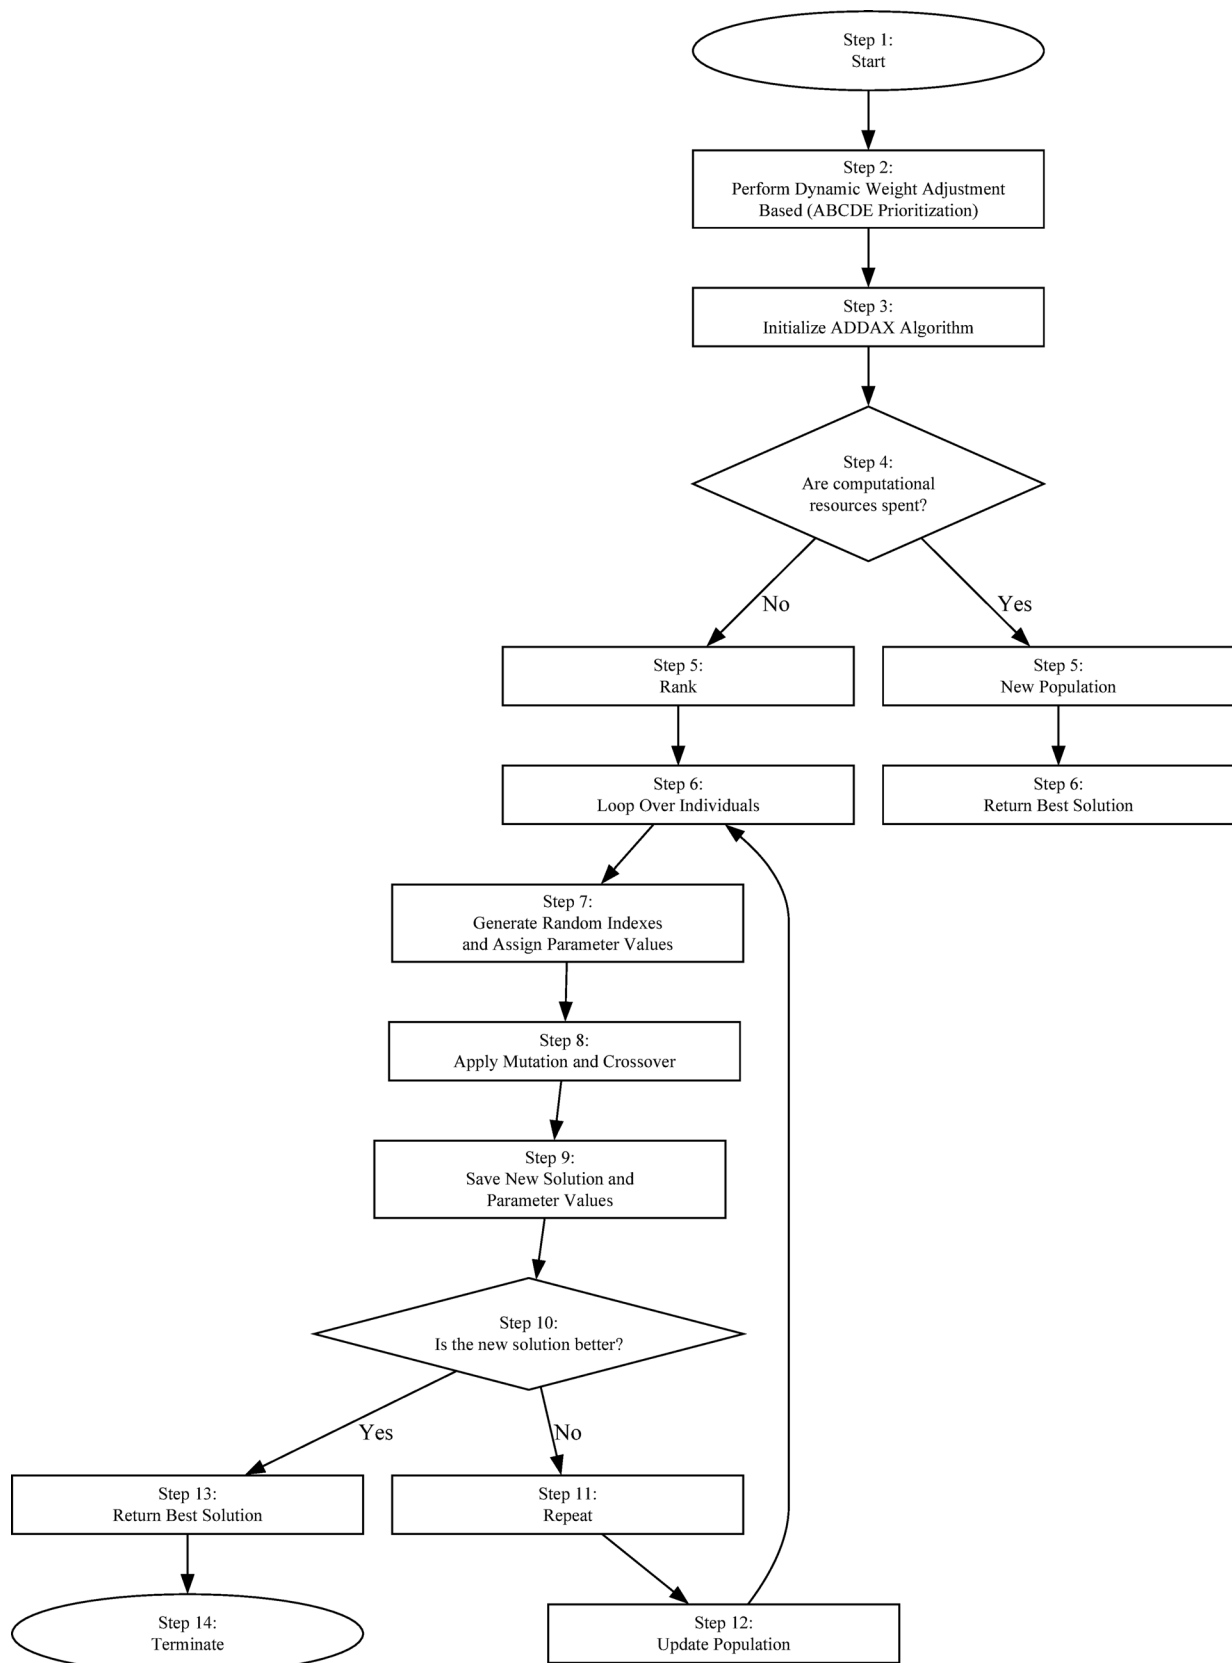 Step 1:
Start
Step 2:
Perform Dynamic Weight Adjustment
Based (ABCDE Prioritization)
Step 3:
Initialize ADDAX Algorithm
Step 4:
Are computational
resources spent?
No
Yes
Step 5:
Rank
Step 5:
New Population
Step 6:
Loop Over Individuals
Step 6:
Return Best Solution
Step 7:
Generate Random Indexes
and Assign Parameter Values
Step 8:
Apply Mutation and Crossover
Step 9:
Save New Solution and
Parameter Values
Step 10:
Is the new solution better?
Yes
No
Step 13:
Return Best Solution
Step 11:
Repeat
Step 14:
Terminate
Step 12:
Update Population